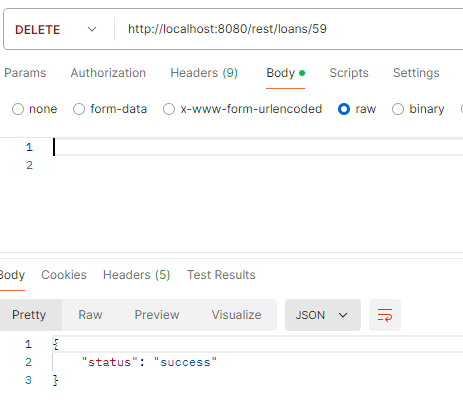 DELETE http://localhost:8080/rest/loans/59
Params Authorization Headers (9) Body Scripts Settings
none form-data x-www-form-urlencoded raw binary
1
2
Body Cookies Headers (5) Test Results
Pretty Raw Preview Visualize JSON
1 {
2 "status": "success"
3 }